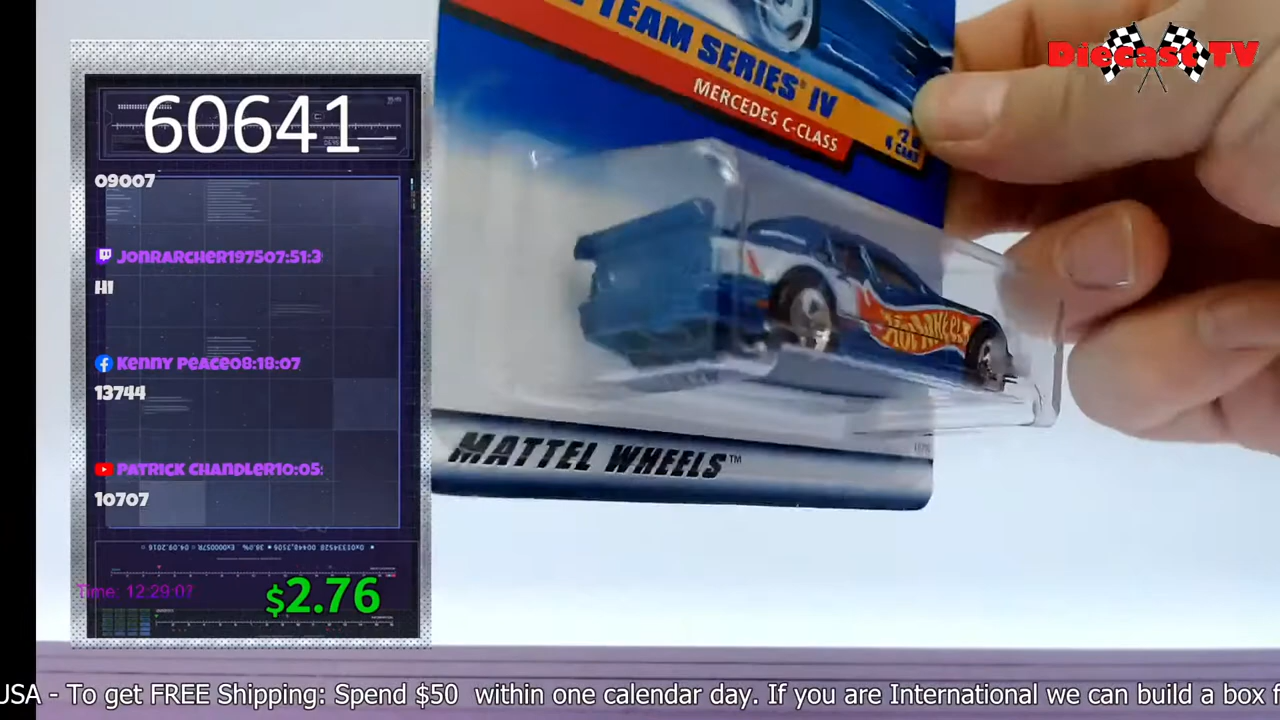 Diecast TV
60641
09007
JonRArcher197507:51:3
HI
Kenny Peace08:18:07
13744
Patrick Chandler10:05:
10707
Time: 12:29:07
$2.76
TEAM SERIES IV
MERCEDES C-CLASS
HOT WHEELS
MATTEL WHEELS™
USA - To get FREE Shipping: Spend $50 within one calendar day. If you are International we can build a box f